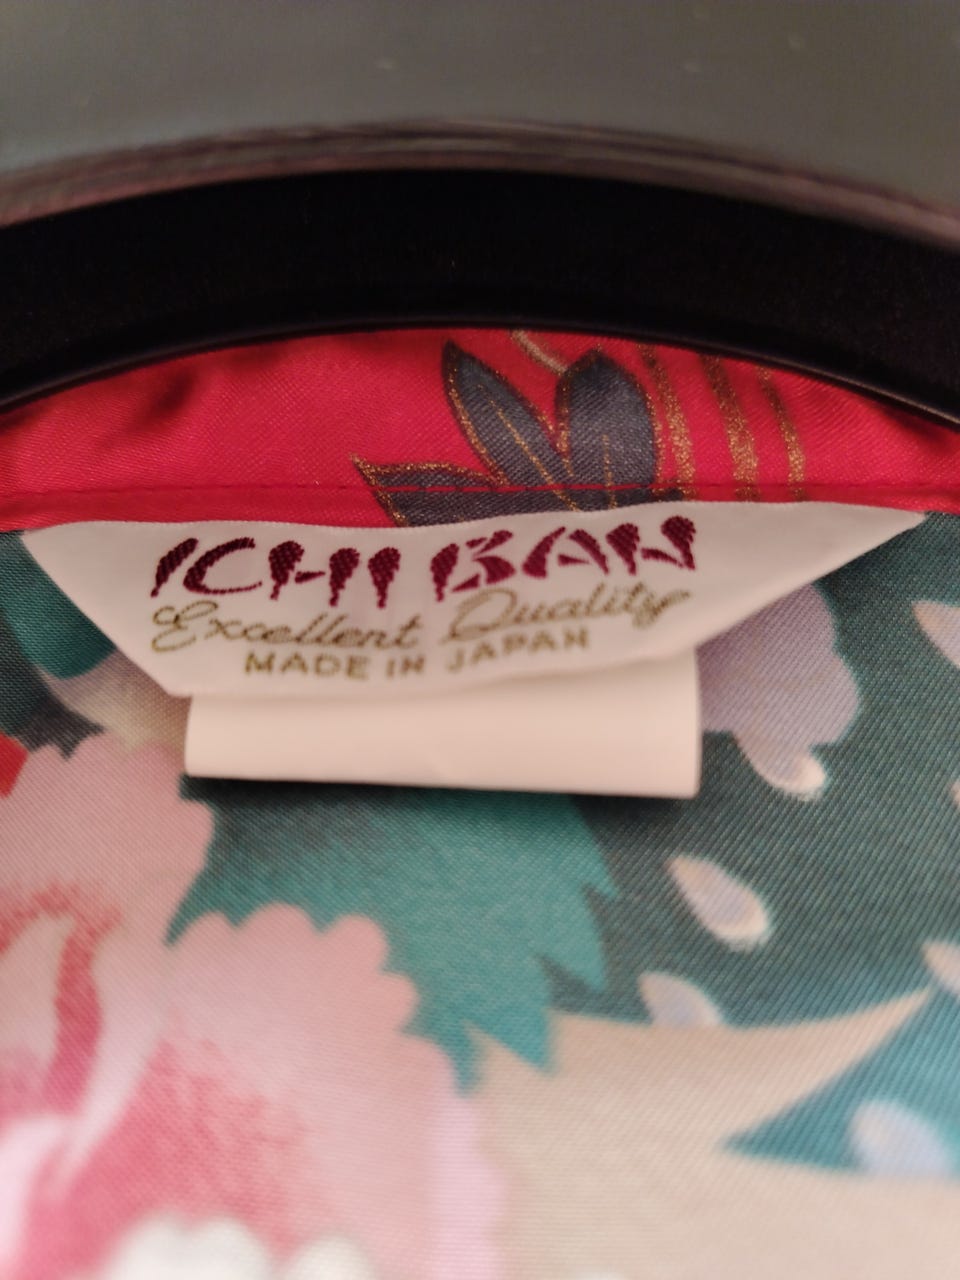 ICHI BAN
Excellent Quality
MADE IN JAPAN